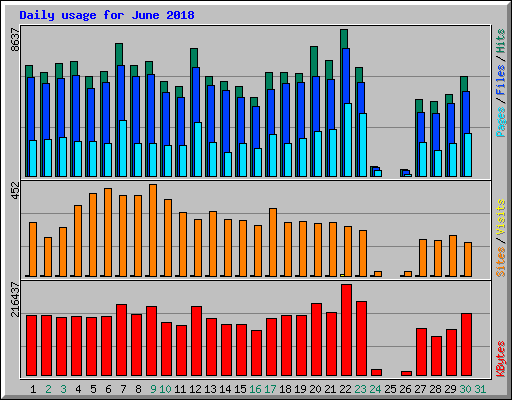 Daily usage for June 2018
8637
Pages / Files / Hits
452
Sites / Visits
216437
KBytes
1 2 3 4 5 6 7 8 9 10 11 12 13 14 15 16 17 18 19 20 21 22 23 24 25 26 27 28 29 30 31